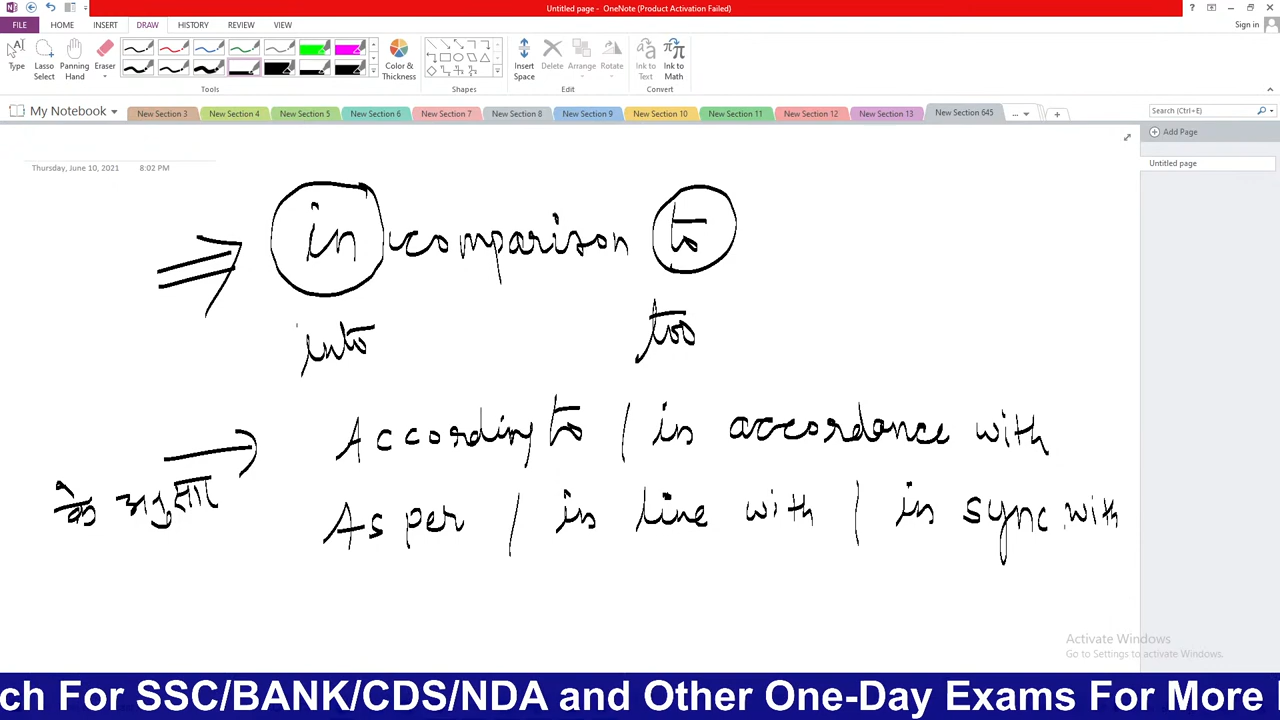 Untitled page - OneNote (Product Activation Failed)
FILE HOME INSERT DRAW HISTORY REVIEW VIEW
Sign in
Type Lasso Select Panning Hand Eraser Color & Thickness Insert Space Delete Arrange Rotate Ink to Text Ink to Math
Tools Shapes Edit Convert
My Notebook New Section 3 New Section 4 New Section 5 New Section 6 New Section 7 New Section 8 New Section 9 New Section 10 New Section 11 New Section 12 New Section 13 New Section 645 ... Search (Ctrl+E)
Add Page
Untitled page
Thursday, June 10, 2021 8:02 PM
in comparison to
into too
According to / in accordance with
के अनुसार As per / in line with / in sync with
Activate Windows
Go to Settings to activate Windows.
ch For SSC/BANK/CDS/NDA and Other One-Day Exams For More